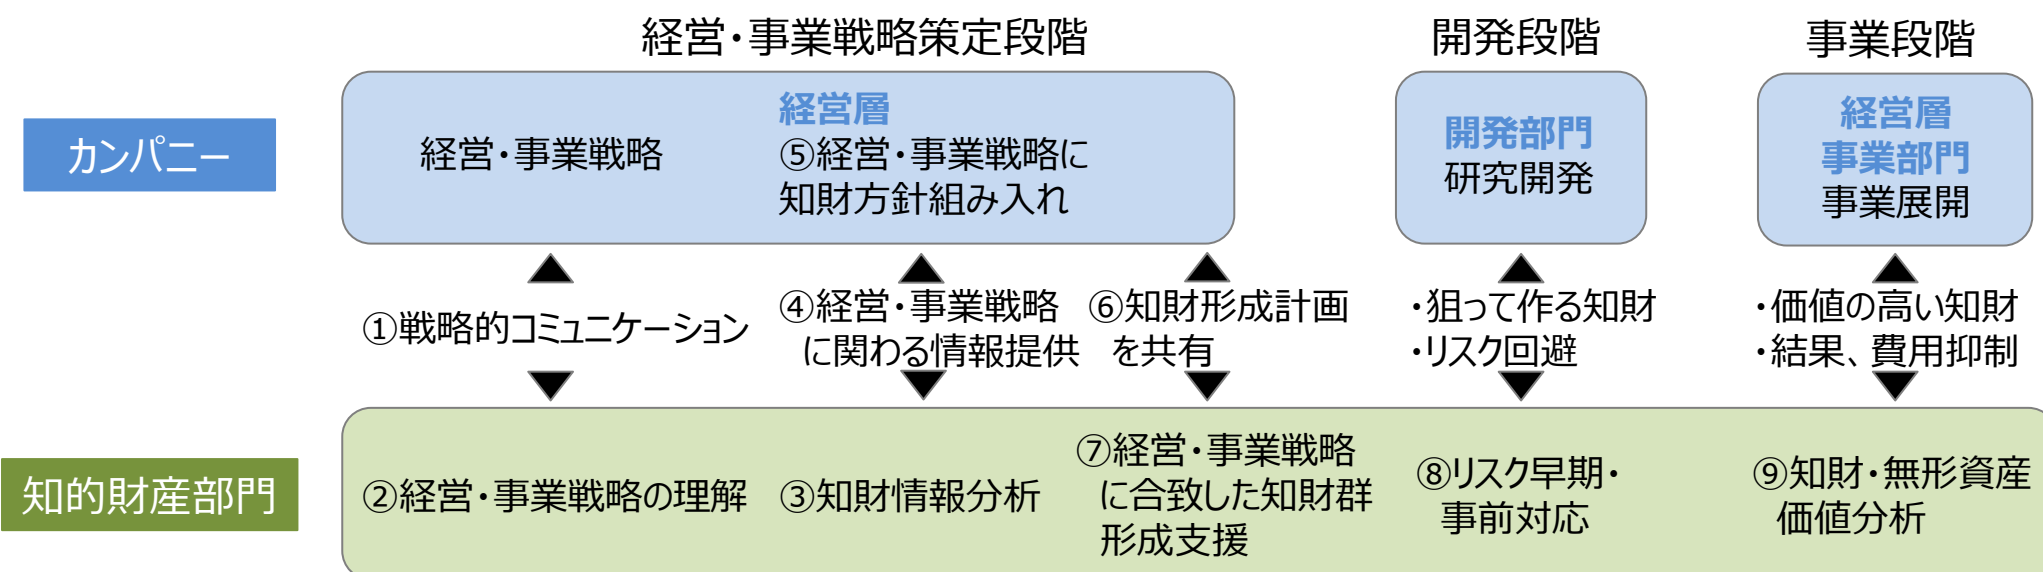 経営・事業戦略策定段階
開発段階
事業段階
カンパニー
経営・事業戦略
経営層
⑤経営・事業戦略に
知財方針組み入れ
開発部門
研究開発
経営層
事業部門
事業展開
①戦略的コミュニケーション
④経営・事業戦略
に関わる情報提供
⑥知財形成計画
を共有
・狙って作る知財
・リスク回避
・価値の高い知財
・結果、費用抑制
知的財産部門
②経営・事業戦略の理解
③知財情報分析
⑦経営・事業戦略
に合致した知財群
形成支援
⑧リスク早期・
事前対応
⑨知財・無形資産
価値分析